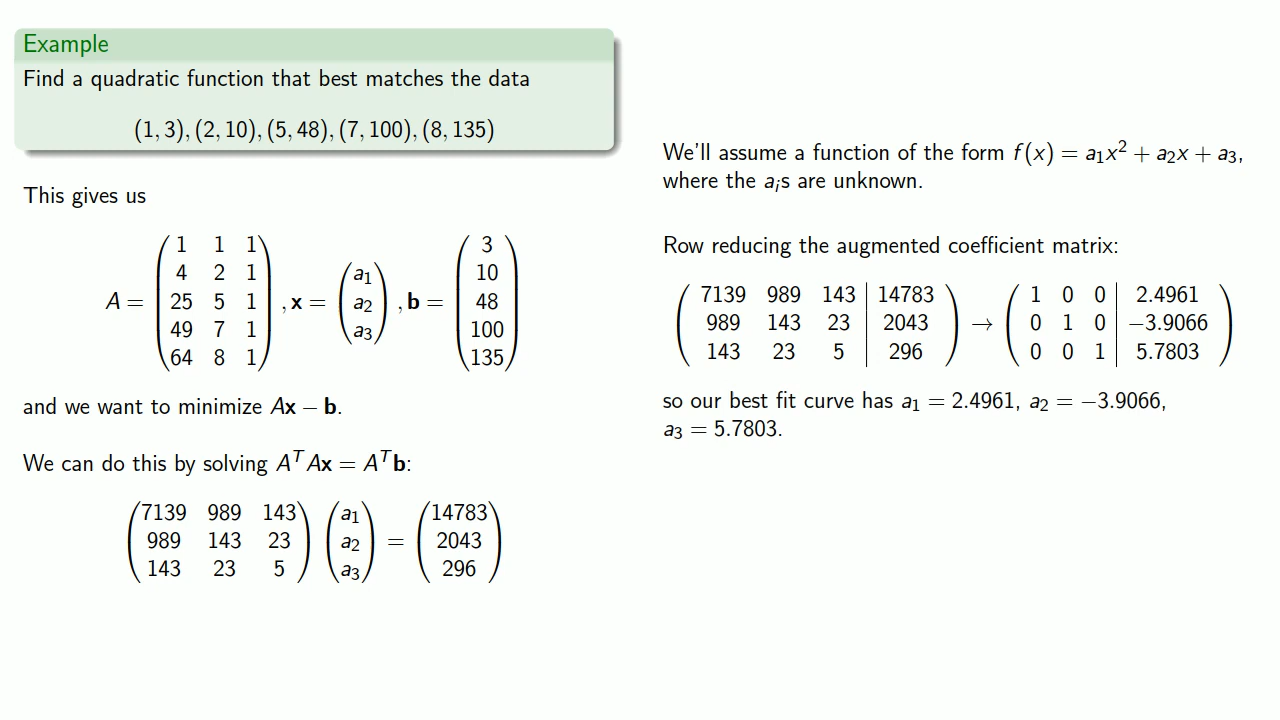 Example
Find a quadratic function that best matches the data
(1, 3), (2, 10), (5, 48), (7, 100), (8, 135)
This gives us
A = ( 1 1 1
4 2 1
25 5 1
49 7 1
64 8 1 ), x = ( a₁
a₂
a₃ ), b = ( 3
10
48
100
135 )
and we want to minimize Ax − b.
We can do this by solving AᵀAx = Aᵀb:
( 7139 989 143
989 143 23
143 23 5 ) ( a₁
a₂
a₃ ) = ( 14783
2043
296 )
We'll assume a function of the form f(x) = a₁x² + a₂x + a₃,
where the aᵢs are unknown.
Row reducing the augmented coefficient matrix:
( 7139 989 143 | 14783
989 143 23 | 2043
143 23 5 | 296 ) → ( 1 0 0 | 2.4961
0 1 0 | −3.9066
0 0 1 | 5.7803 )
so our best fit curve has a₁ = 2.4961, a₂ = −3.9066,
a₃ = 5.7803.